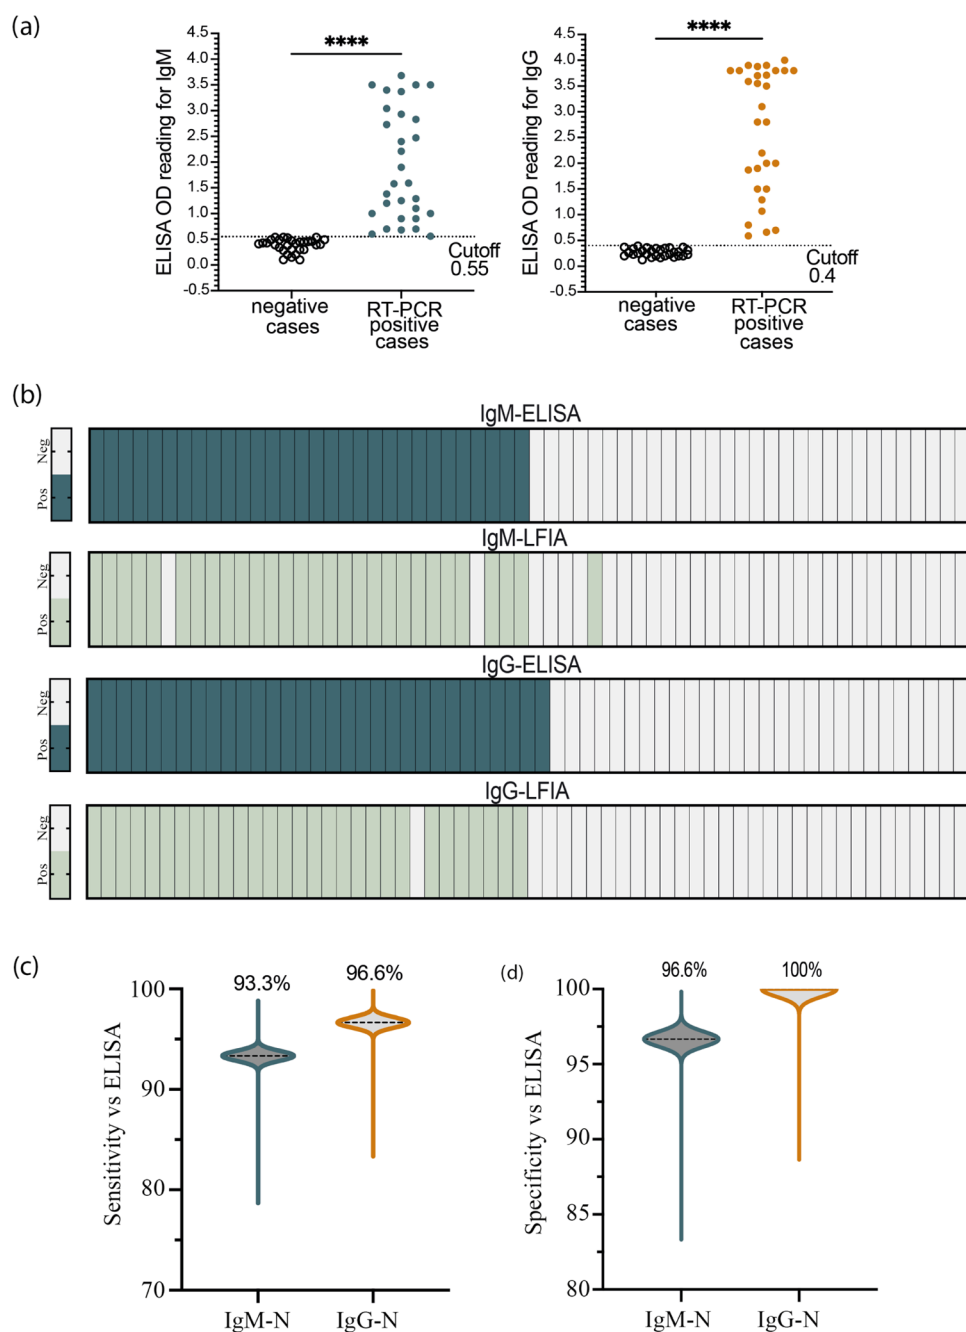 (a)
****
ELISA OD reading for IgM
4.5
4.0
3.5
3.0
2.5
2.0
1.5
1.0
0.5
0.0
-0.5
Cutoff
0.55
negative
cases
RT-PCR
positive
cases
****
ELISA OD reading for IgG
4.5
4.0
3.5
3.0
2.5
2.0
1.5
1.0
0.5
0.0
-0.5
Cutoff
0.4
negative
cases
RT-PCR
positive
cases
(b)
IgM-ELISA
Neg
Pos
IgM-LFIA
Neg
Pos
IgG-ELISA
Neg
Pos
IgG-LFIA
Neg
Pos
(c)
93.3%
96.6%
Sensitivity vs ELISA
100
90
80
70
IgM-N
IgG-N
(d)
96.6%
100%
Specificity vs ELISA
100
95
90
85
80
IgM-N
IgG-N